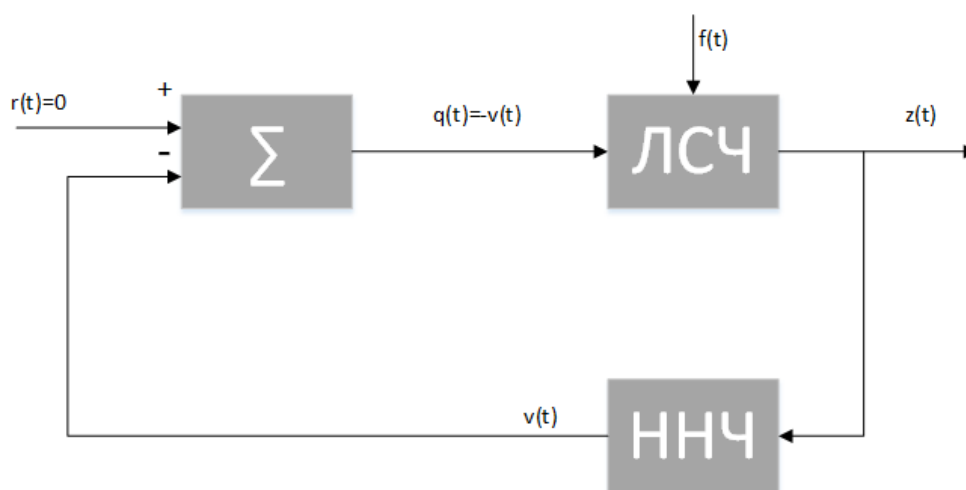 f(t)
+
r(t)=0
q(t)=-v(t)
z(t)
-
∑
ЛСЧ
v(t)
ННЧ